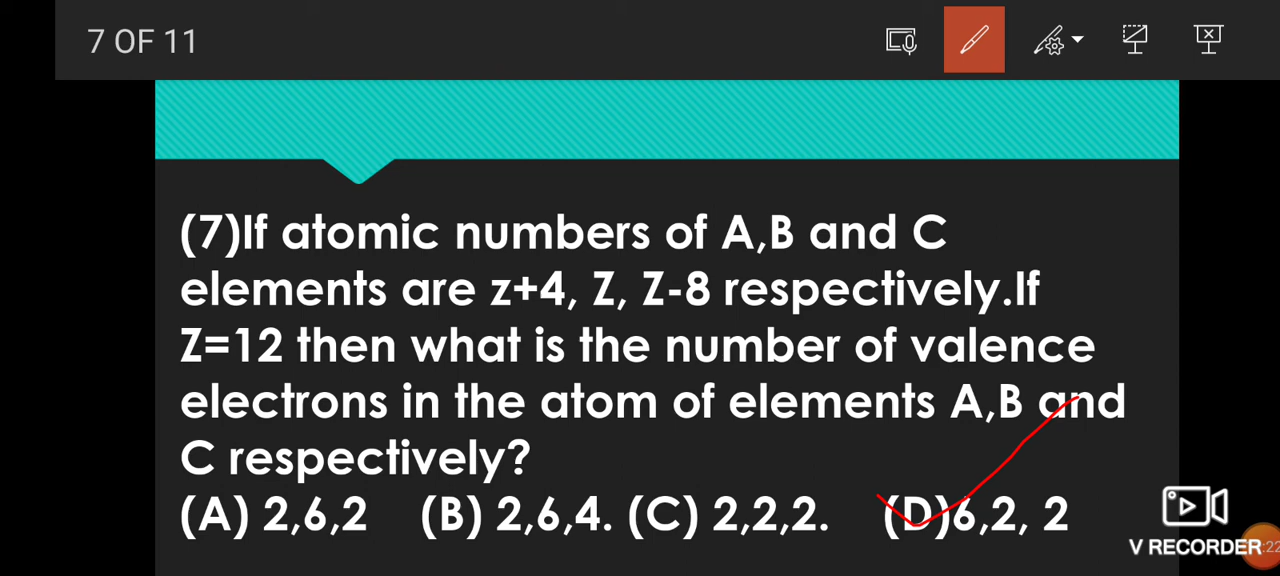 7 OF 11
(7)If atomic numbers of A,B and C
elements are z+4, Z, Z-8 respectively.If
Z=12 then what is the number of valence
electrons in the atom of elements A,B and
C respectively?
(A) 2,6,2 (B) 2,6,4. (C) 2,2,2. (D)6,2, 2
V RECORDER
:22